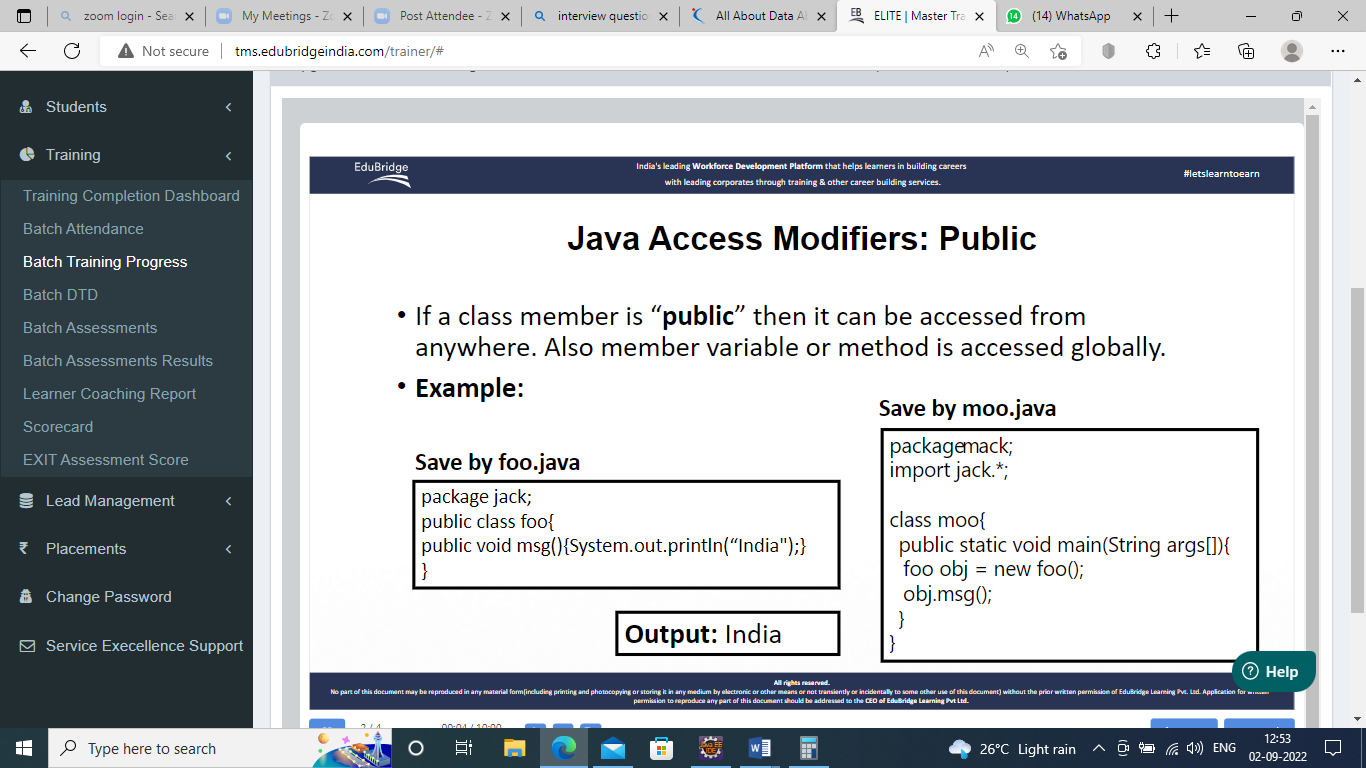 zoom login - Sea
My Meetings - Zo
Post Attendee - Z
interview questio
All About Data A
ELITE | Master Tra
(14) WhatsApp
Not secure
tms.edubridgeindia.com/trainer/#
Students
Training
Training Completion Dashboard
Batch Attendance
Batch Training Progress
Batch DTD
Batch Assessments
Batch Assessments Results
Learner Coaching Report
Scorecard
EXIT Assessment Score
Lead Management
Placements
Change Password
Service Execellence Support
EduBridge
India's leading Workforce Development Platform that helps learners in building careers
with leading corporates through training & other career building services.
#letslearntoearn
Java Access Modifiers: Public
• If a class member is “public” then it can be accessed from
anywhere. Also member variable or method is accessed globally.
• Example:
Save by foo.java
package jack;
public class foo{
public void msg(){System.out.println(“India");}
}
Output: India
Save by moo.java
packagemack;
import jack.*;
class moo{
public static void main(String args[]){
foo obj = new foo();
obj.msg();
}
}
All rights reserved.
No part of this document may be reproduced in any material form(including printing and photocopying or storing it in any medium by electronic or other means or not transiently or incidentally to some other use of this document) without the prior written permission of EduBridge Learning Pvt. Ltd. Application for written
permission to reproduce any part of this document should be addressed to the CEO of EduBridge Learning Pvt Ltd.
Help
Type here to search
26°C Light rain
ENG
12:53
02-09-2022